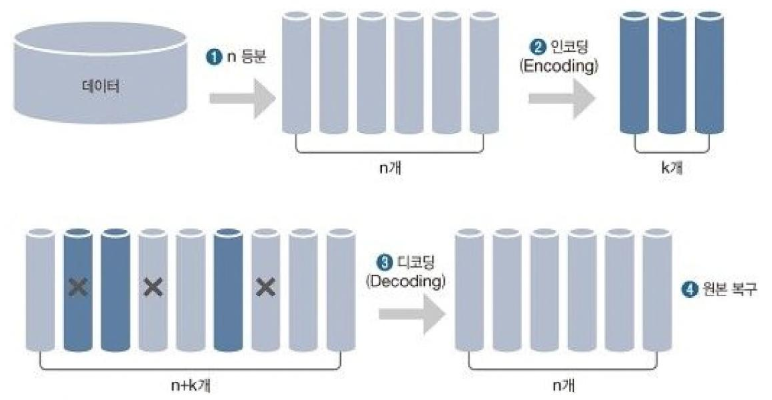 데이터
1 n 등분
n개
2 인코딩
(Encoding)
k개
n+k개
3 디코딩
(Decoding)
n개
4 원본 복구